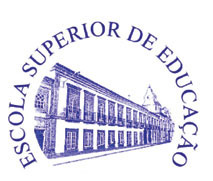 ESCOLA SUPERIOR DE EDUCAÇÃO